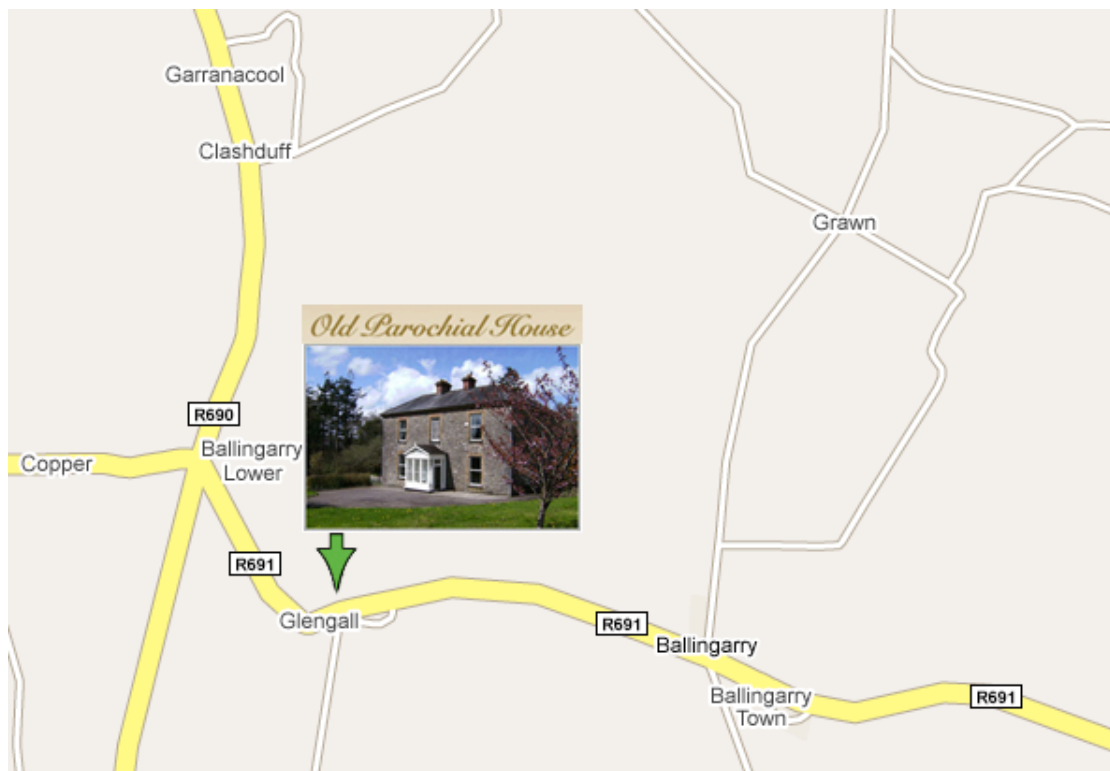 Garranacool
Clashduff
Grawn
Old Parochial House
R690
Copper
Ballingarry
Lower
R691
Glengall
R691
Ballingarry
Ballingarry
Town
R691